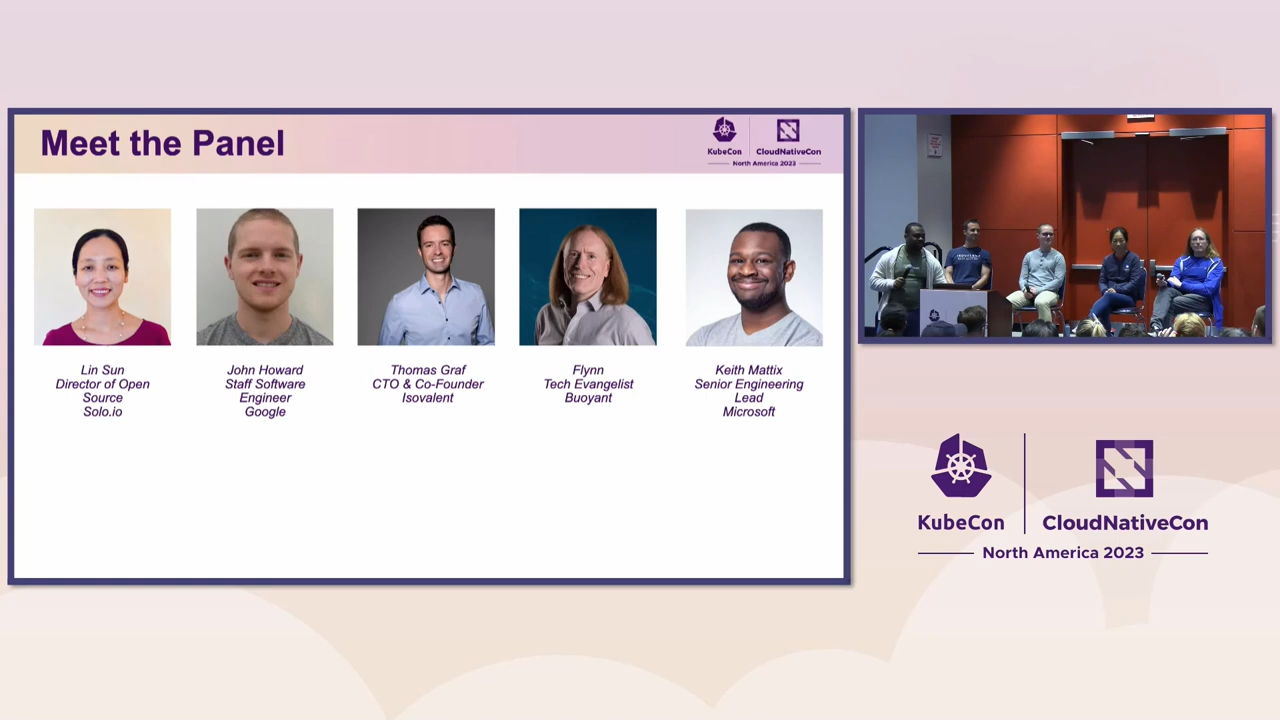 Meet the Panel
KubeCon
CloudNativeCon
North America 2023
Lin Sun
Director of Open
Source
Solo.io
John Howard
Staff Software
Engineer
Google
Thomas Graf
CTO & Co-Founder
Isovalent
Flynn
Tech Evangelist
Buoyant
Keith Mattix
Senior Engineering
Lead
Microsoft
KubeCon
CloudNativeCon
North America 2023